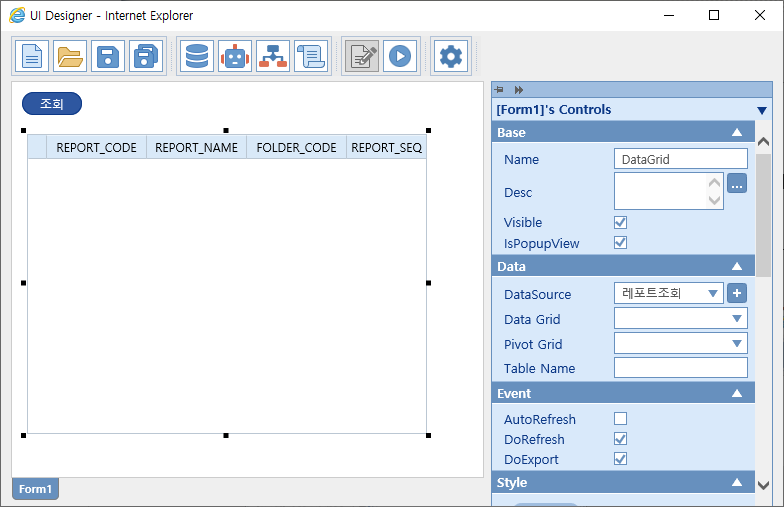 UI Designer - Internet Explorer
조회
REPORT_CODE REPORT_NAME FOLDER_CODE REPORT_SEQ
Form1
[Form1]'s Controls
Base
Name DataGrid
Desc ...
Visible
IsPopupView
Data
DataSource 레포트조회 +
Data Grid
Pivot Grid
Table Name
Event
AutoRefresh
DoRefresh
DoExport
Style